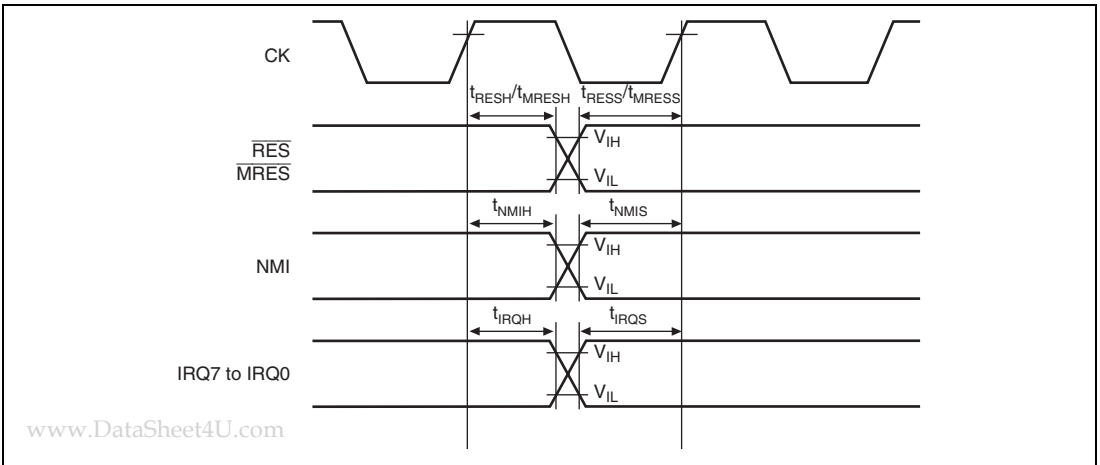 CK
tRESH/tMRESH tRESS/tMRESS
RES
MRES
VIH
VIL
tNMIH tNMIS
NMI
VIH
VIL
tIRQH tIRQS
IRQ7 to IRQ0
VIH
VIL
www.DataSheet4U.com